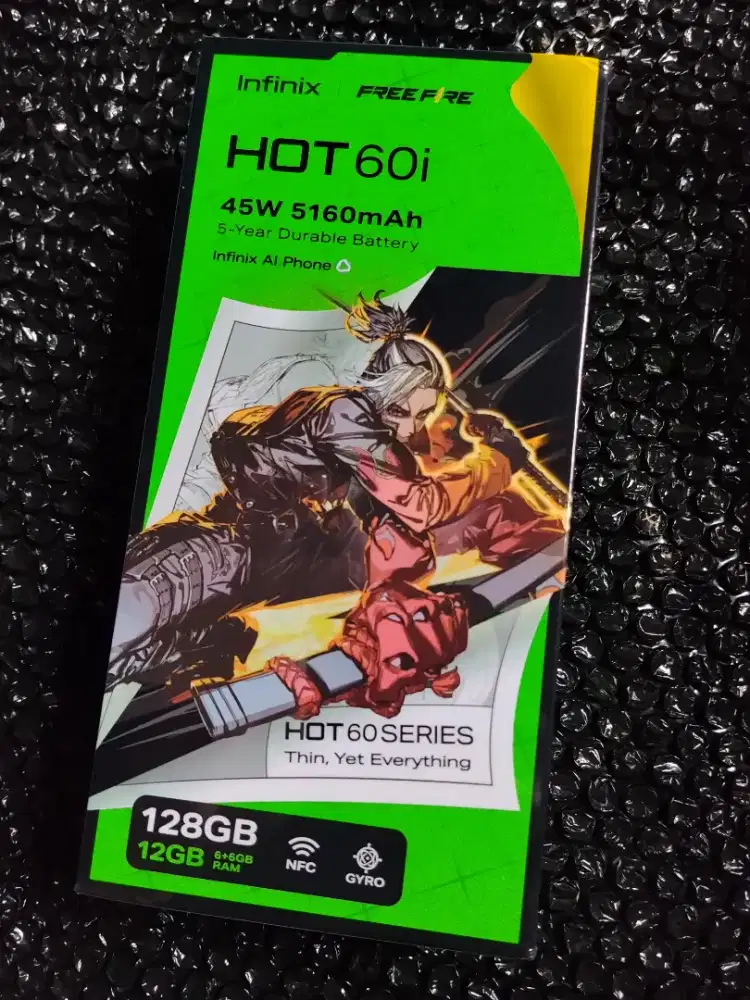 Infinix | FREE FIRE
HOT 60i
45W 5160mAh
5-Year Durable Battery
Infinix AI Phone
HOT 60 SERIES
Thin, Yet Everything
128GB
12GB 6+6GB RAM
NFC
GYRO